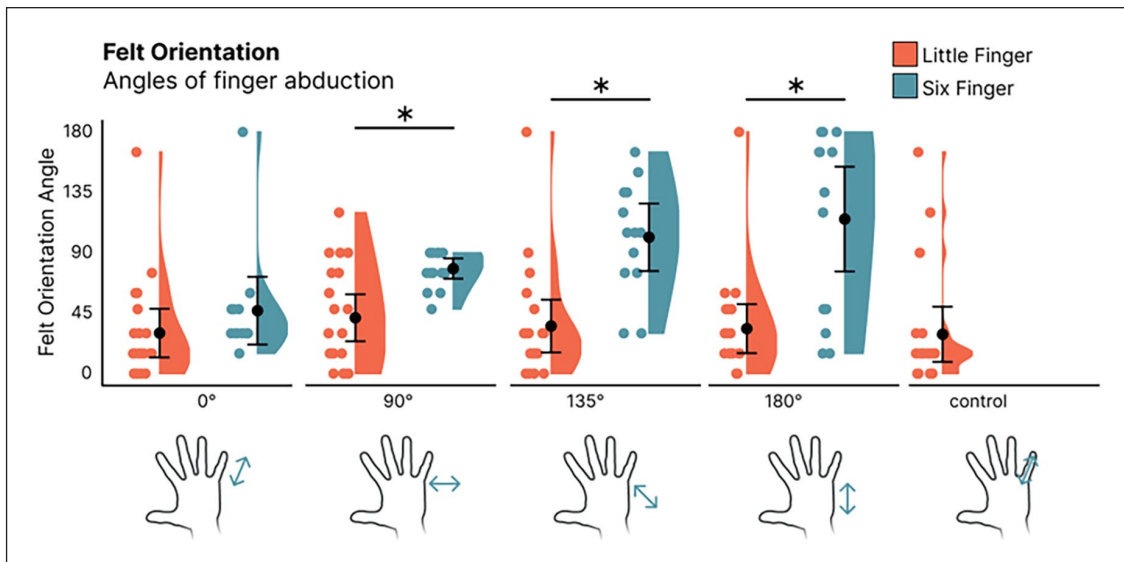 Felt Orientation
Angles of finger abduction
Little Finger
Six Finger
*
*
*
Felt Orientation Angle
180
135
90
45
0
0°
90°
135°
180°
control